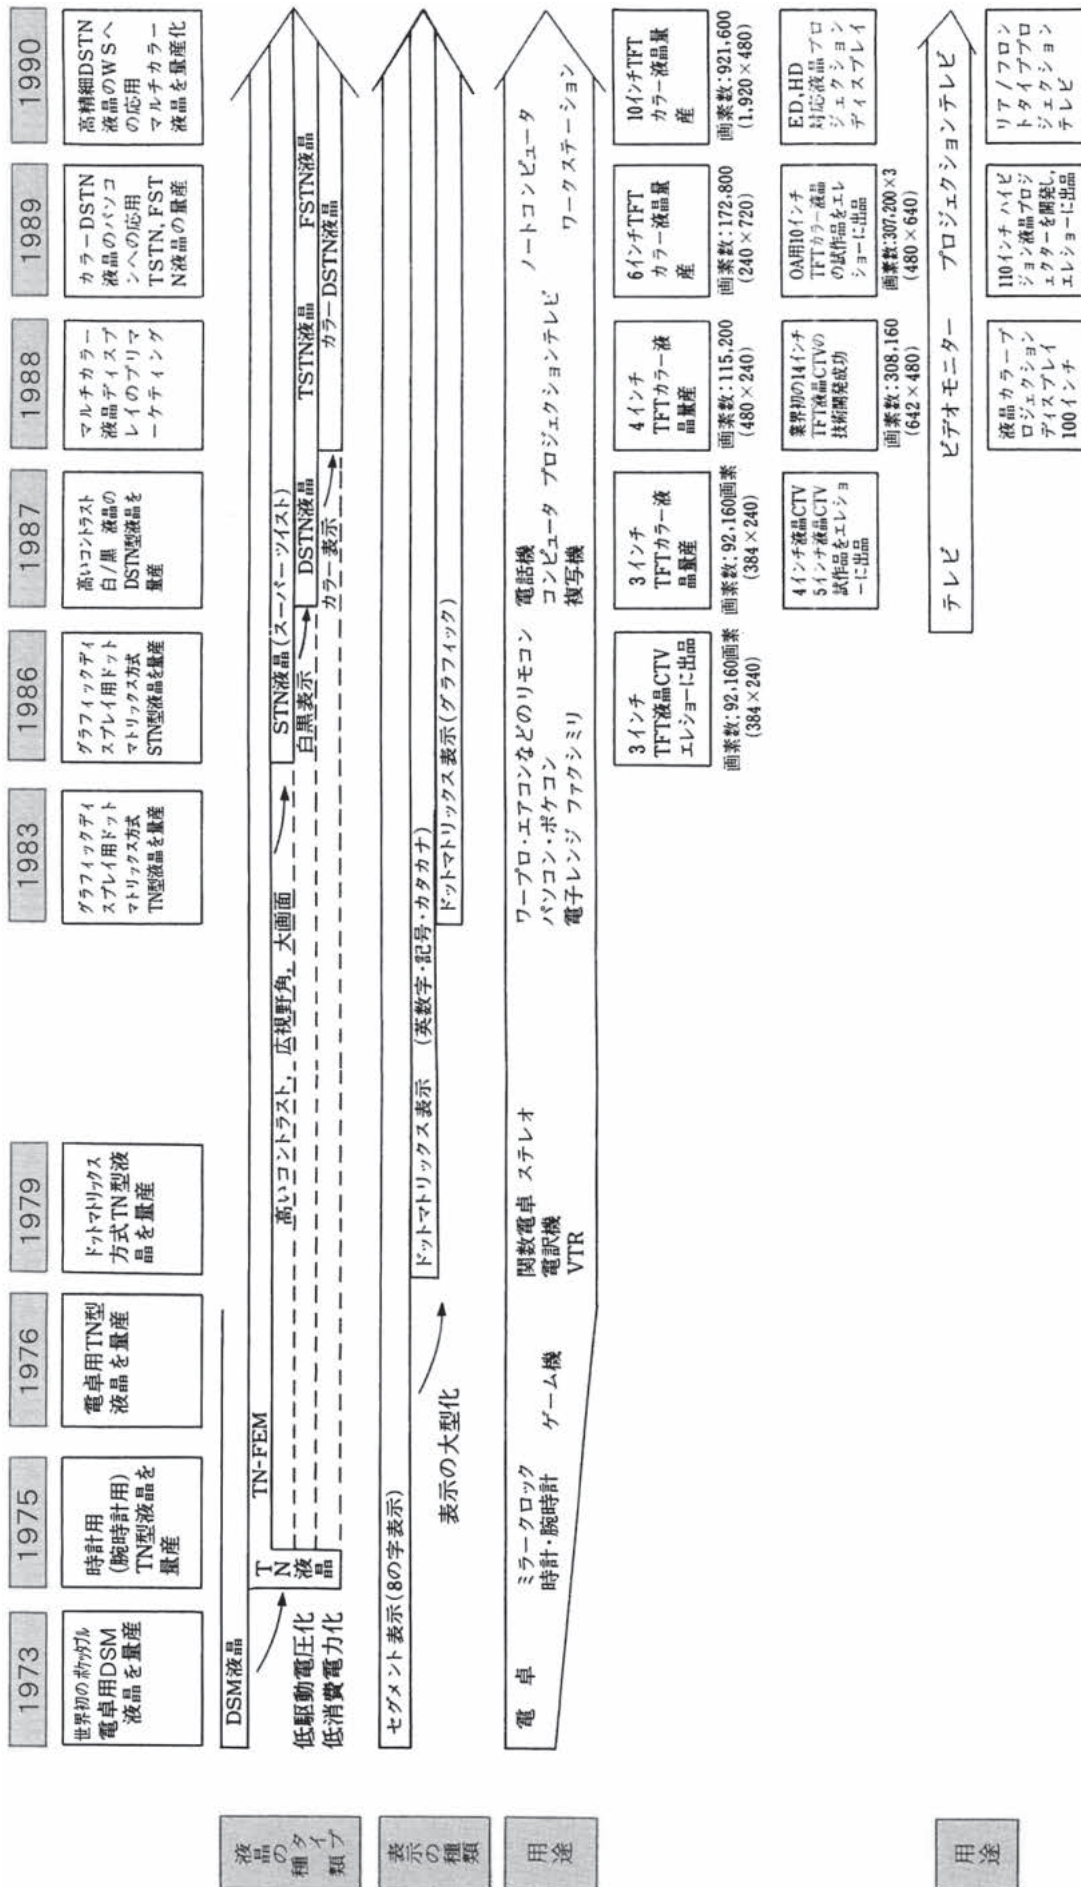 1973
1975
1976
1979
1983
1986
1987
1988
1989
1990
世界初のポケッタブル
電卓用DSM
液晶を量産
時計用
(腕時計用)
TN型液晶を
量産
電卓用TN型
液晶を量産
ドットマトリックス
方式TN型液
晶を量産
グラフィックディ
スプレイ用ドット
マトリックス方式
TN型液晶を量産
グラフィックディ
スプレイ用ドット
マトリックス方式
STN型液晶を量産
高いコントラスト
白/黒 液晶の
DSTN型液晶を
量産
マルチカラー
液晶ディスプ
レイのプリマ
ーケティング
カラーDSTN
液晶のパソコ
ンへの応用
TSTN, FST
N液晶の量産
高精細DSTN
液晶のWSへ
の応用
マルチカラー
液晶を量産化
液晶の種類
タイプ
DSM液晶
TN-FEM
TN液晶
低駆動電圧化
低消費電力化
高いコントラスト, 広視野角, 大画面
STN液晶(スーパーツイスト)
白黒表示
DSTN液晶
カラー表示
TSTN液晶
FSTN液晶
カラーDSTN液晶
表示の種類
セグメント表示(8の字表示)
表示の大型化
ドットマトリックス表示 (英数字・記号・カタカナ)
ドットマトリックス表示(グラフィック)
用途
電 卓
ミラークロック
時計・腕時計
ゲーム機
関数電卓 ステレオ
電訳機
VTR
ワープロ・エアコンなどのリモコン
パソコン・ポケコン
電子レンジ ファクシミリ
電話機
コンピュータ プロジェクションテレビ
複写機
ノートコンピュータ
ワークステーション
3インチ
TFT液晶CTV
エレショーに出品
画素数:92,160画素
(384×240)
3インチ
TFTカラー液
晶量産
画素数:92,160画素
(384×240)
4インチ
TFTカラー液
晶量産
画素数:115,200
(480×240)
6インチTFT
カラー液晶量
産
画素数:172,800
(240×720)
10インチTFT
カラー液晶量
産
画素数:921,600
(1,920×480)
4インチ液晶CTV
5インチ液晶CTV
試作品をエレショ
ーに出品
業界初の14インチ
TFT液晶CTVの
技術開発成功
画素数:308,160
(642×480)
OA用10インチ
TFTカラー液晶
の試作品をエレ
ショーに出品
画素数:307,200×3
(480×640)
ED,HD
対応液晶プロ
ジェクション
ディスプレイ
用途
テレビ
ビデオモニター
プロジェクションテレビ
液晶カラープ
ロジェクション
ディスプレイ
100インチ
110インチ ハイビ
ジョン液晶プロジ
ェクターを開発し,
エレショーに出品
リア/フロン
トタイププロ
ジェクション
テレビ